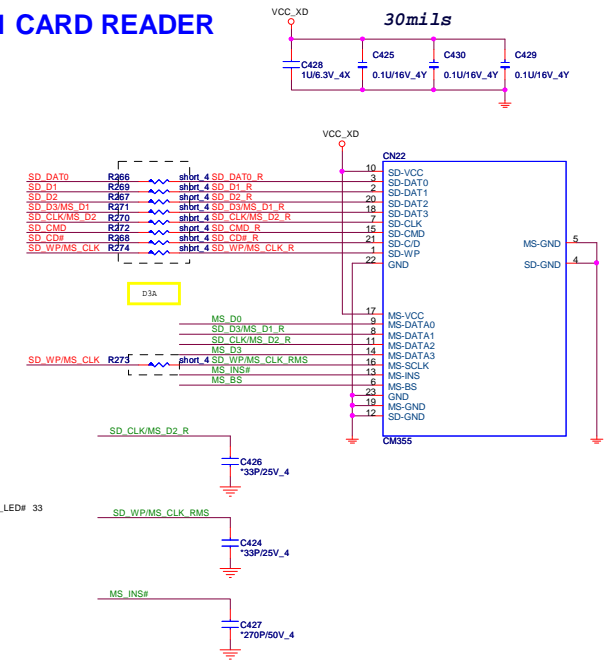 1 CARD READER
VCC_XD
30mils
C428
1U/6.3V_4X
C425
0.1U/16V_4Y
C430
0.1U/16V_4Y
C429
0.1U/16V_4Y
VCC_XD
CN22
SD_DAT0 R266 short_4 SD_DAT0_R 3 SD-DAT0
SD_D1 R269 short_4 SD_D1_R 2 SD-DAT1
SD_D2 R267 short_4 SD_D2_R 20 SD-DAT2
SD_D3/MS_D1 R271 short_4 SD_D3/MS_D1_R 18 SD-DAT3
SD_CLK/MS_D2 R270 short_4 SD_CLK/MS_D2_R 7 SD-CLK
SD_CMD R272 short_4 SD_CMD_R 15 SD-CMD
SD_CD# R268 short_4 SD_CD#_R 21 SD-C/D
SD_WP/MS_CLK R274 short_4 SD_WP/MS_CLK_R 1 SD-WP
10 SD-VCC
22 GND
MS-GND 5
SD-GND 4
D3A
17 MS-VCC
MS_D0 9 MS-DATA0
SD_D3/MS_D1_R 8 MS-DATA1
SD_CLK/MS_D2_R 11 MS-DATA2
MS_D3 14 MS-DATA3
SD_WP/MS_CLK R273 short_4 SD_WP/MS_CLK_RMS 16 MS-SCLK
MS_INS# 13 MS-INS
MS_BS 6 MS-BS
23 GND
19 MS-GND
12 SD-GND
CM355
SD_CLK/MS_D2_R
C426
*33P/25V_4
_LED# 33
SD_WP/MS_CLK_RMS
C424
*33P/25V_4
MS_INS#
C427
*270P/50V_4